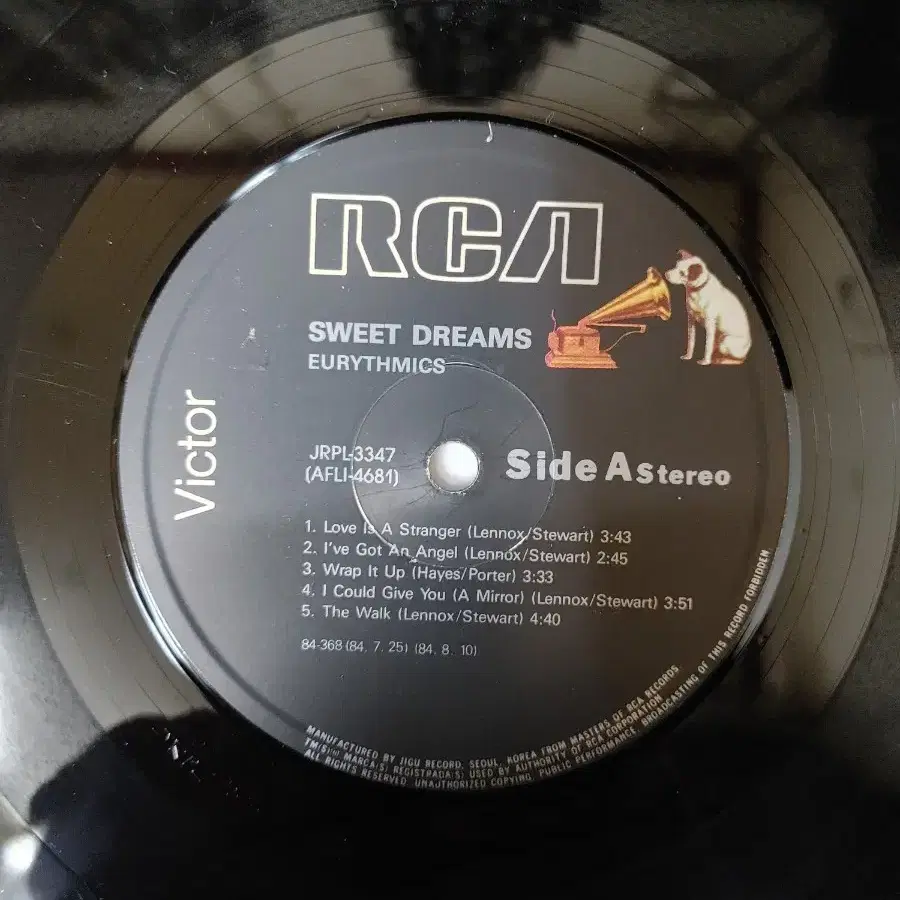 RCA
SWEET DREAMS
EURYTHMICS
Victor
JRPL-3347
(AFLI-4681)
Side A Stereo
1. Love Is A Stranger (Lennox/Stewart) 3:43
2. I've Got An Angel (Lennox/Stewart) 2:45
3. Wrap It Up (Hayes/Porter) 3:33
4. I Could Give You (A Mirror) (Lennox/Stewart) 3:51
5. The Walk (Lennox/Stewart) 4:40
84-368 (84. 7. 25) (84. 8. 10)
MANUFACTURED BY JIGU RECORD, SEOUL, KOREA FROM MASTERS OF RCA RECORDS
TM(S) ® MARCA(S) REGISTRADA(S) USED BY AUTHORITY OF RCA CORPORATION
ALL RIGHTS RESERVED. UNAUTHORIZED COPYING, PUBLIC PERFORMANCE, BROADCASTING OF THIS RECORD FORBIDDEN